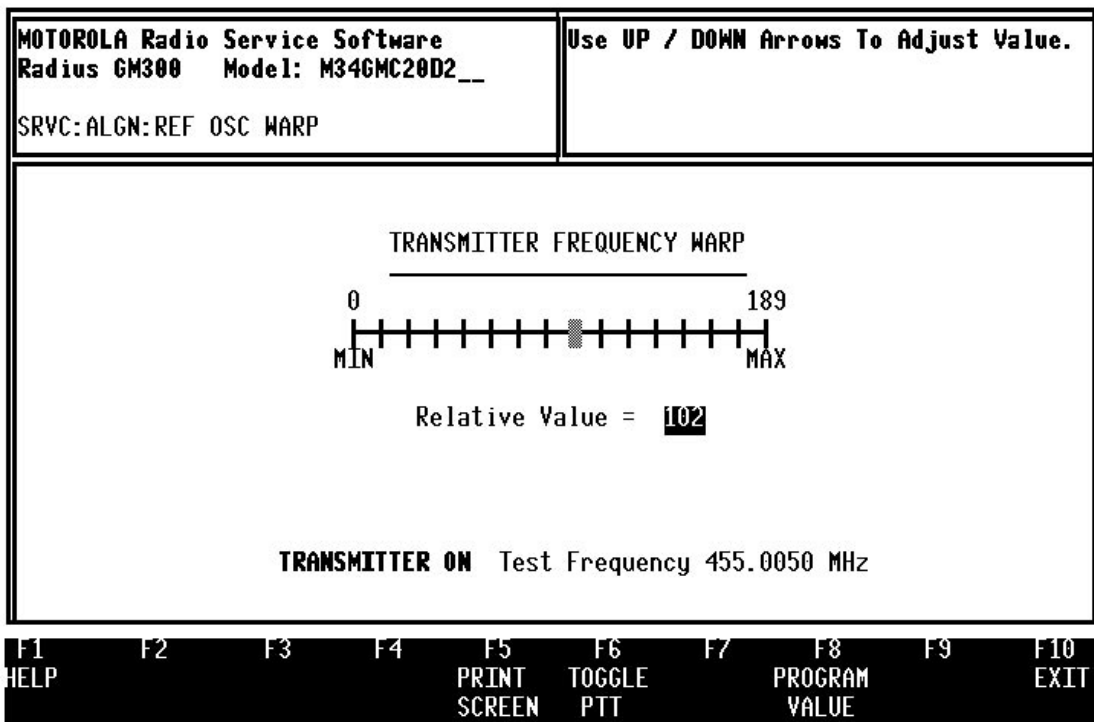 MOTOROLA Radio Service Software
Radius GM300 Model: M34GMC20D2__
SRVC:ALGN:REF OSC WARP
Use UP / DOWN Arrows To Adjust Value.
TRANSMITTER FREQUENCY WARP
0 189
MIN MAX
Relative Value = 102
TRANSMITTER ON Test Frequency 455.0050 MHz
F1 F2 F3 F4 F5 F6 F7 F8 F9 F10
HELP PRINT TOGGLE PROGRAM EXIT
SCREEN PTT VALUE